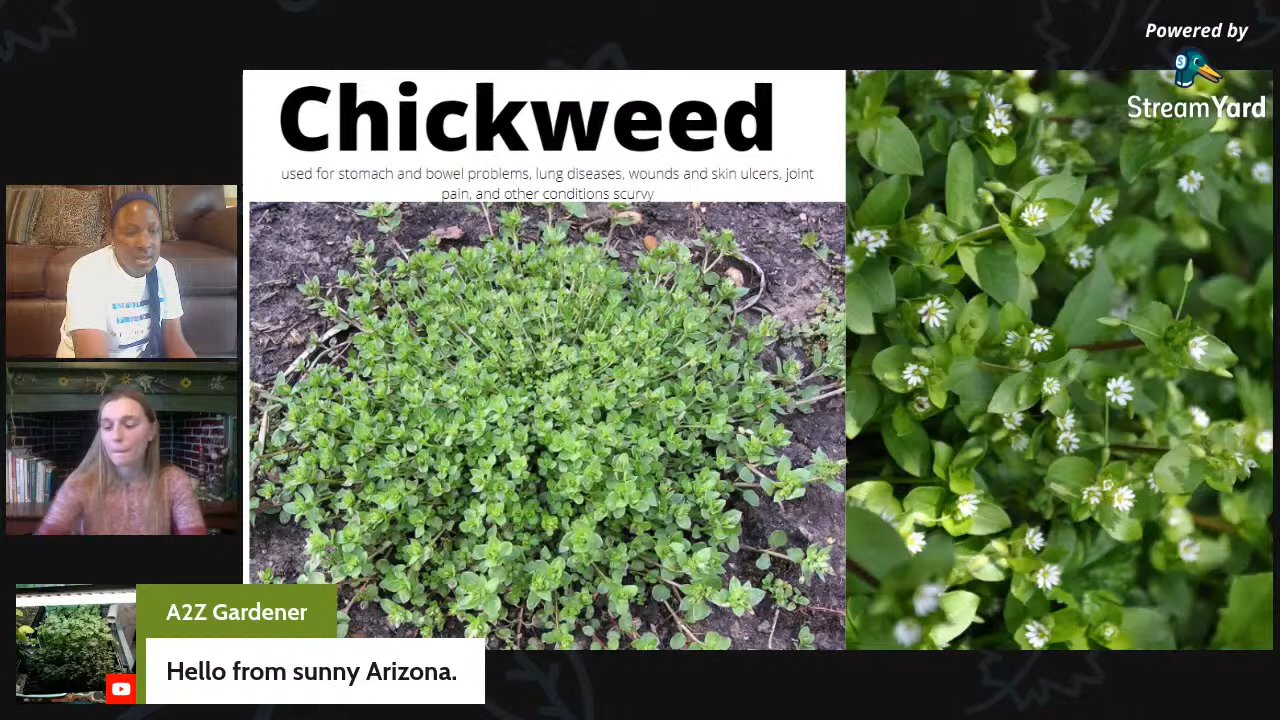 Powered by
StreamYard
Chickweed
used for stomach and bowel problems, lung diseases, wounds and skin ulcers, joint
pain, and other conditions scurvy
A2Z Gardener
Hello from sunny Arizona.